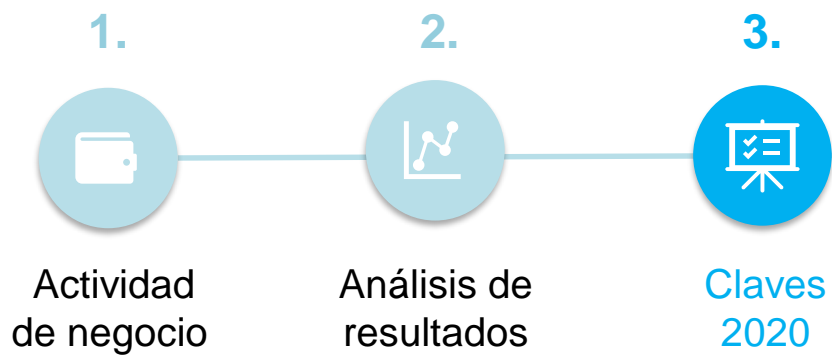 1.
2.
3.
Actividad
de negocio
Análisis de
resultados
Claves
2020